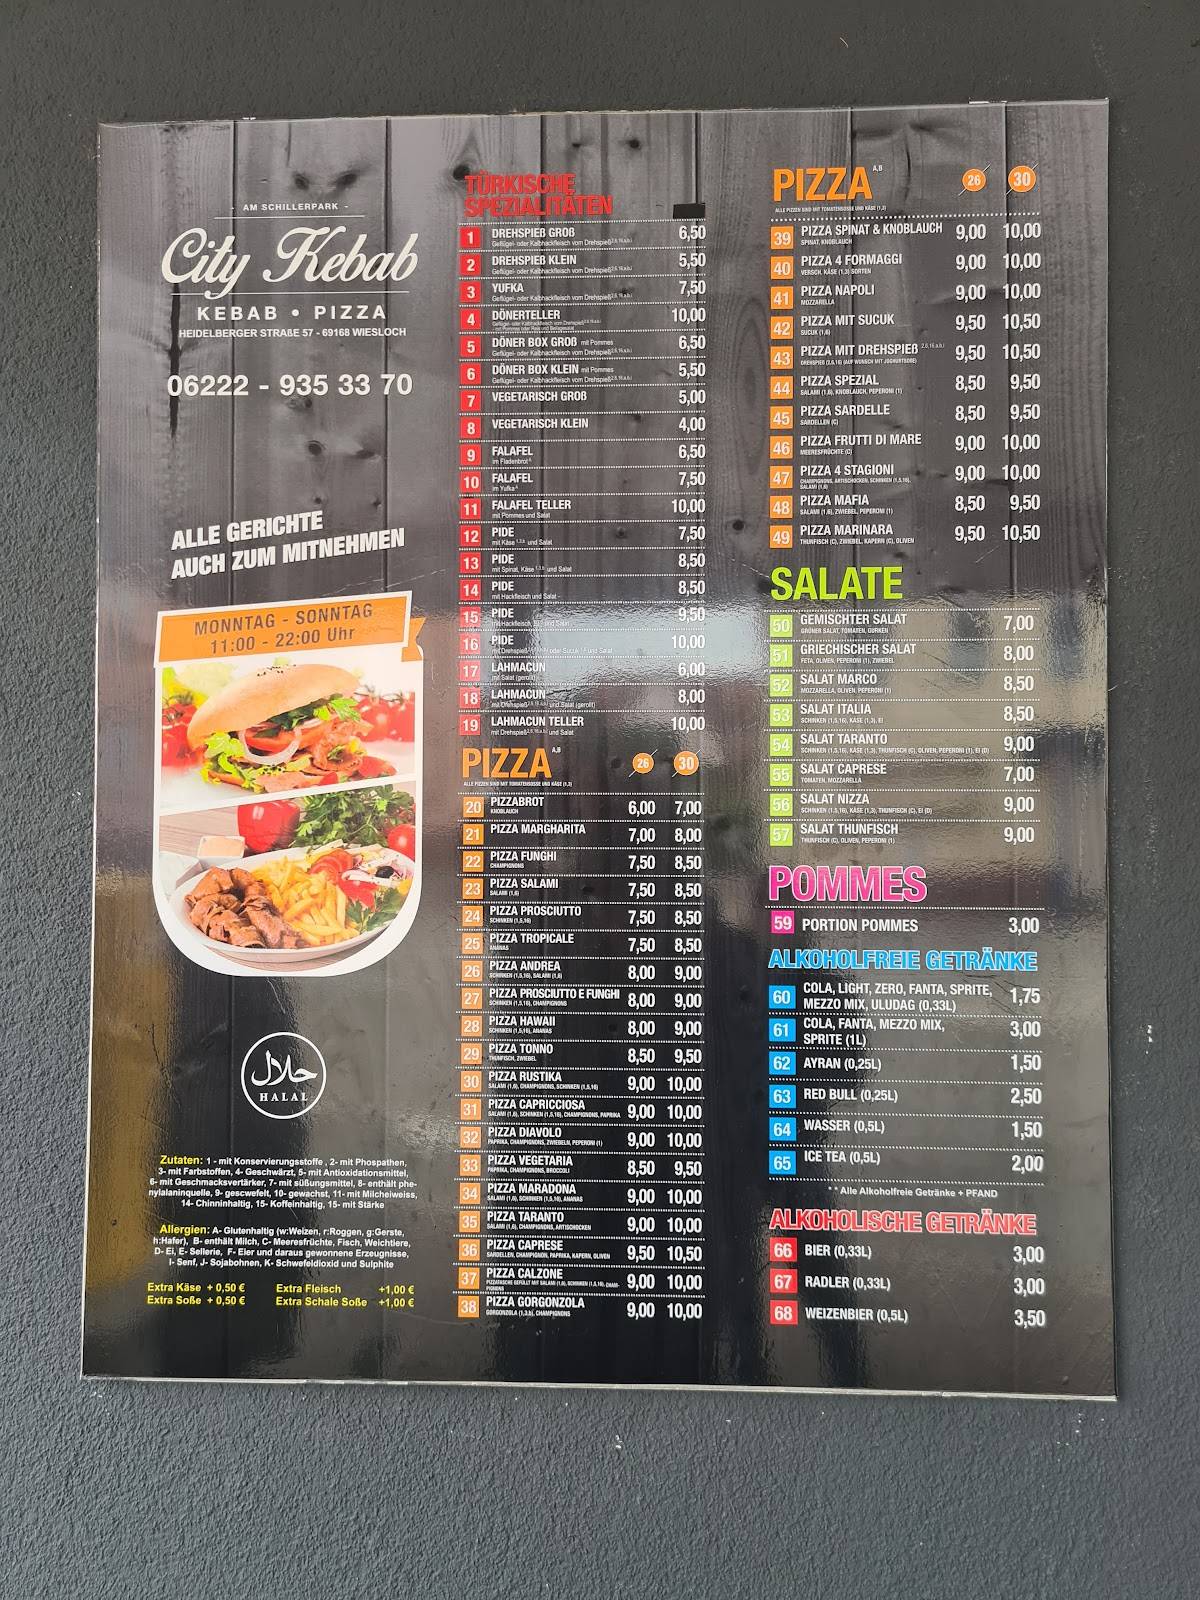 - AM SCHILLERPARK -
City Kebab
KEBAB • PIZZA
HEIDELBERGER STRAßE 57 - 69168 WIESLOCH
06222 - 935 33 70
ALLE GERICHTE
AUCH ZUM MITNEHMEN
MONNTAG - SONNTAG
11:00 - 22:00 Uhr
حلال
HALAL
Zutaten: 1 - mit Konservierungsstoffe , 2- mit Phospathen,
3- mit Farbstoffen, 4- Geschwärzt, 5- mit Antioxidationsmittel,
6- mit Geschmacksvertärker, 7- mit süßungsmittel, 8- enthält phe-
nylalaninquelle, 9- gescwefelt, 10- gewachst, 11- mit Milcheiweiss,
14- Chinninhaltig, 15- Koffeinhaltig, 15- mit Stärke
Allergien: A- Glutenhaltig (w:Weizen, r:Roggen, g:Gerste,
h:Hafer), B- enthält Milch, C- Meeresfrüchte, Fisch, Weichtiere,
D- Ei, E- Sellerie, F- Eier und daraus gewonnene Erzeugnisse,
I- Senf, J- Sojabohnen, K- Schwefeldioxid und Sulphite
Extra Käse + 0,50 € Extra Fleisch +1,00 €
Extra Soße + 0,50 € Extra Schale Soße +1,00 €
TÜRKISCHE
SPEZIALITÄTEN
1 DREHSPIEß GROß 6,50
Geflügel- oder Kalbhackfleisch vom Drehspieß
2 DREHSPIEß KLEIN 5,50
Geflügel- oder Kalbhackfleisch vom Drehspieß
3 YUFKA 7,50
Geflügel- oder Kalbhackfleisch vom Drehspieß
4 DÖNERTELLER 10,00
Geflügel- oder Kalbhackfleisch vom Drehspieß
5 DÖNER BOX GROß mit Pommes 6,50
Geflügel- oder Kalbhackfleisch vom Drehspieß
6 DÖNER BOX KLEIN mit Pommes 5,50
Geflügel- oder Kalbhackfleisch vom Drehspieß
7 VEGETARISCH GROß 5,00
8 VEGETARISCH KLEIN 4,00
9 FALAFEL 6,50
im Fladenbrot
10 FALAFEL 7,50
im Yufka
11 FALAFEL TELLER 10,00
mit Pommes und Salat
12 PIDE 7,50
mit Käse und Salat
13 PIDE 8,50
mit Spinat, Käse und Salat
14 PIDE 8,50
mit Hackfleisch und Salat
15 PIDE 9,50
mit Hackfleisch, und Salat
16 PIDE 10,00
mit Drehspieß oder Sucuk und Salat
17 LAHMACUN 6,00
mit Salat (gerollt)
18 LAHMACUN 8,00
mit Drehspieß und Salat (gerollt)
19 LAHMACUN TELLER 10,00
mit Drehspieß und Salat
PIZZA A,B 26 30
ALLE PIZZEN SIND MIT TOMATENSOSSE UND KÄSE (1,3)
20 PIZZABROT 6,00 7,00
KNOBLAUCH
21 PIZZA MARGHARITA 7,00 8,00
22 PIZZA FUNGHI 7,50 8,50
CHAMPIGNONS
23 PIZZA SALAMI 7,50 8,50
SALAMI (1,6)
24 PIZZA PROSCIUTTO 7,50 8,50
SCHINKEN (1,5,16)
25 PIZZA TROPICALE 7,50 8,50
ANANAS
26 PIZZA ANDREA 8,00 9,00
SCHINKEN (1,5,16), SALAMI (1,6)
27 PIZZA PROSCIUTTO E FUNGHI 8,00 9,00
SCHINKEN (1,5,16), CHAMPIGNONS
28 PIZZA HAWAII 8,00 9,00
SCHINKEN (1,5,16), ANANAS
29 PIZZA TONNO 8,50 9,50
THUNFISCH, ZWIEBEL
30 PIZZA RUSTIKA 9,00 10,00
SALAMI (1,6), CHAMPIGNONS, SCHINKEN (1,5,16)
31 PIZZA CAPRICCIOSA 9,00 10,00
SALAMI (1,6), SCHINKEN (1,5,16), CHAMPIGNONS, PAPRIKA
32 PIZZA DIAVOLO 9,00 10,00
PAPRIKA, CHAMPIGNONS, ZWIEBELN, PEPERONI (1)
33 PIZZA VEGETARIA 8,50 9,50
PAPRIKA, CHAMPIGNONS, BROCCOLI
34 PIZZA MARADONA 9,00 10,00
SALAMI (1,6), SCHINKEN (1,5,16), ANANAS
35 PIZZA TARANTO 9,00 10,00
SALAMI (1,6), CHAMPIGNONS, ARTISCHOCKEN
36 PIZZA CAPRESE 9,50 10,50
SARDELLEN, CHAMPIGNON, PAPRIKA, KAPERN, OLIVEN
37 PIZZA CALZONE 9,00 10,00
PIZZATASCHE GEFÜLLT MIT SALAMI (1,6), SCHINKEN (1,5,16), CHAM-
PIGNONS
38 PIZZA GORGONZOLA 9,00 10,00
GORGONZOLA (1,3,6), CHAMPIGNONS
PIZZA A,B 26 30
ALLE PIZZEN SIND MIT TOMATENSOSSE UND KÄSE (1,3)
39 PIZZA SPINAT & KNOBLAUCH 9,00 10,00
SPINAT, KNOBLAUCH
40 PIZZA 4 FORMAGGI 9,00 10,00
VERSCH. KÄSE (1,3) SORTEN
41 PIZZA NAPOLI 9,00 10,00
MOZZARELLA
42 PIZZA MIT SUCUK 9,50 10,50
SUCUK (1,6)
43 PIZZA MIT DREHSPIEß 9,50 10,50
DREHSPIEß (1,5,16) (AUF WUNSCH MIT JOGHURTSOßE)
44 PIZZA SPEZIAL 8,50 9,50
SALAMI (1,6), KNOBLAUCH, PEPERONI (1)
45 PIZZA SARDELLE 8,50 9,50
SARDELLEN (C)
46 PIZZA FRUTTI DI MARE 9,00 10,00
MEERESFRÜCHTE (C)
47 PIZZA 4 STAGIONI 9,00 10,00
CHAMPIGNONS, ARTISCHOCKEN, SCHINKEN (1,5,16),
SALAMI (1,6)
48 PIZZA MAFIA 8,50 9,50
SALAMI (1,6), ZWIEBEL, PEPERONI (1)
49 PIZZA MARINARA 9,50 10,50
THUNFISCH (C), ZWIEBEL, KAPERN (C), OLIVEN
SALATE
50 GEMISCHTER SALAT 7,00
GRÜNER SALAT, TOMATEN, GURKEN
51 GRIECHISCHER SALAT 8,00
FETA, OLIVEN, PEPERONI (1), ZWIEBEL
52 SALAT MARCO 8,50
MOZZARELLA, OLIVEN, PEPERONI (1)
53 SALAT ITALIA 8,50
SCHINKEN (1,5,16), KÄSE (1,3), EI
54 SALAT TARANTO 9,00
SCHINKEN (1,5,16), KÄSE (1,3), THUNFISCH (C), OLIVEN, PEPERONI (1), EI (D)
55 SALAT CAPRESE 7,00
TOMATEN, MOZZARELLA
56 SALAT NIZZA 9,00
SCHINKEN (1,5,16), KÄSE (1,3), THUNFISCH (C), EI (D)
57 SALAT THUNFISCH 9,00
THUNFISCH (C), OLIVEN, PEPERONI (1)
POMMES
59 PORTION POMMES 3,00
ALKOHOLFREIE GETRÄNKE
60 COLA, LIGHT, ZERO, FANTA, SPRITE, 1,75
MEZZO MIX, ULUDAG (0,33L)
61 COLA, FANTA, MEZZO MIX, 3,00
SPRITE (1L)
62 AYRAN (0,25L) 1,50
63 RED BULL (0,25L) 2,50
64 WASSER (0,5L) 1,50
65 ICE TEA (0,5L) 2,00
* * Alle Alkoholfreie Getränke + PFAND
ALKOHOLISCHE GETRÄNKE
66 BIER (0,33L) 3,00
67 RADLER (0,33L) 3,00
68 WEIZENBIER (0,5L) 3,50